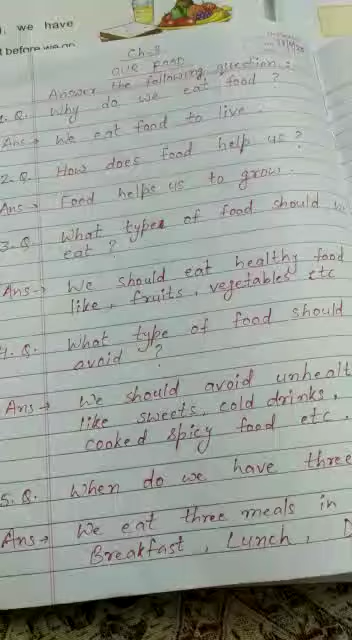 we have
t before we go
Ch-3
OUR FOOD
Answer the following question:
1.Q. Why do we eat food?
Ans→ We eat food to live.
2.Q. How does food help us?
Ans→ Food helps us to grow.
3.Q. What types of food should
eat?
Ans→ We should eat healthy food
like, fruits, vegetables etc
4.Q. What type of food should
avoid?
Ans→ We should avoid unhealt
like sweets, cold drinks,
cooked spicy food etc.
5.Q. When do we have three
Ans→ We eat three meals in
Breakfast, Lunch, D